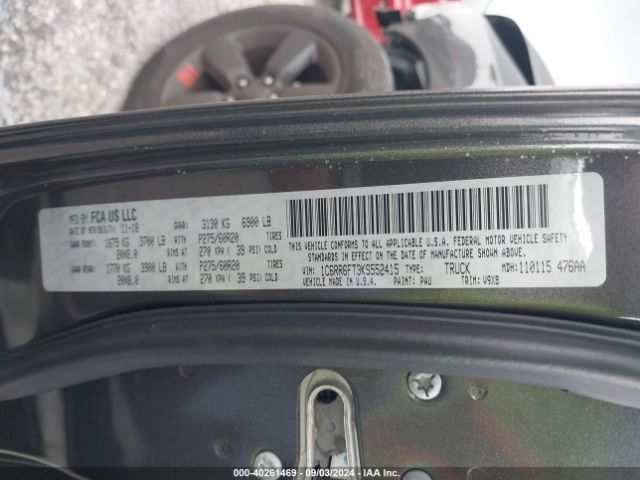 MFD BY FCA US LLC
DATE OF MFR 11-18 GVWR: 3130 KG 6900 LB
GAWR FRONT: 1679 KG 3700 LB WITH P275/60R20 TIRES
20X8.0 RIMS AT 270 KPA ( 39 PSI) COLD
GAWR REAR: 1770 KG 3900 LB WITH P275/60R20 TIRES
20X8.0 RIMS AT 270 KPA ( 39 PSI) COLD
THIS VEHICLE CONFORMS TO ALL APPLICABLE U.S.A. FEDERAL MOTOR VEHICLE SAFETY
STANDARDS IN EFFECT ON THE DATE OF MANUFACTURE SHOWN ABOVE.
VIN: 1C6RR6FT3KS552415 TYPE: TRUCK MDH: 110115 476AA
VEHICLE MADE IN U.S.A. PAINT: PAU TRIM: V9X8
00-40261469 - 09/03/2024 - IAA Inc.